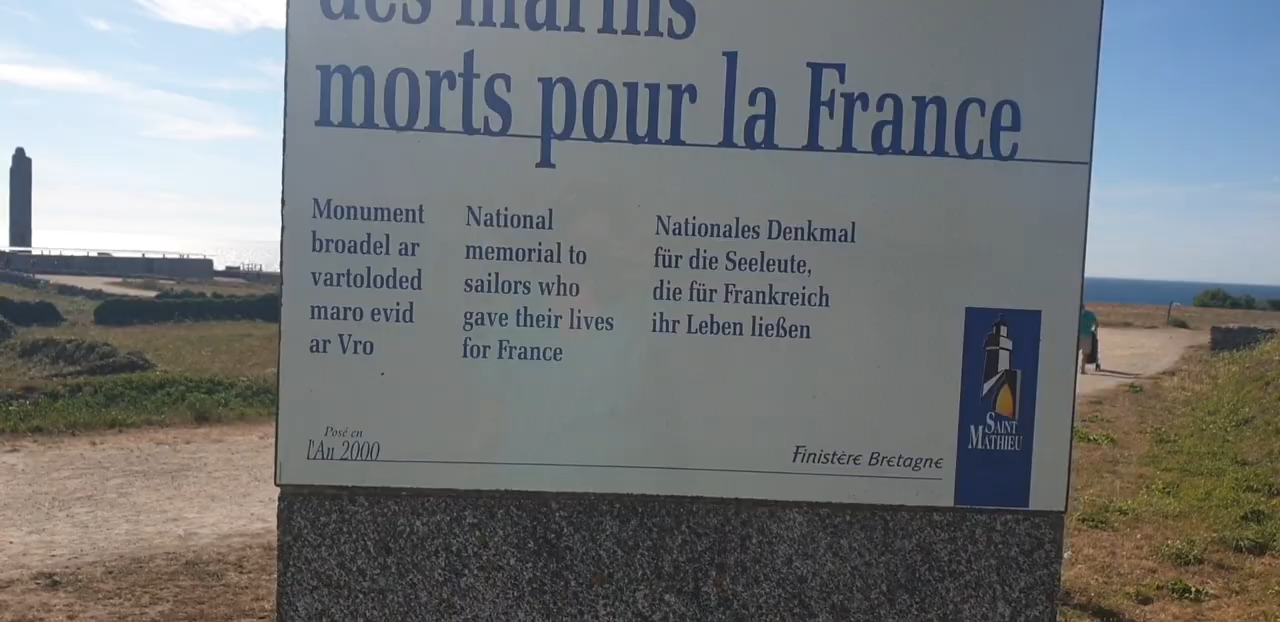 des marins
morts pour la France
Monument
broadel ar
vartoloded
maro evid
ar Vro
National
memorial to
sailors who
gave their lives
for France
Nationales Denkmal
für die Seeleute,
die für Frankreich
ihr Leben ließen
Posé en
l'An 2000
Finistère Bretagne
SAINT
MATHIEU